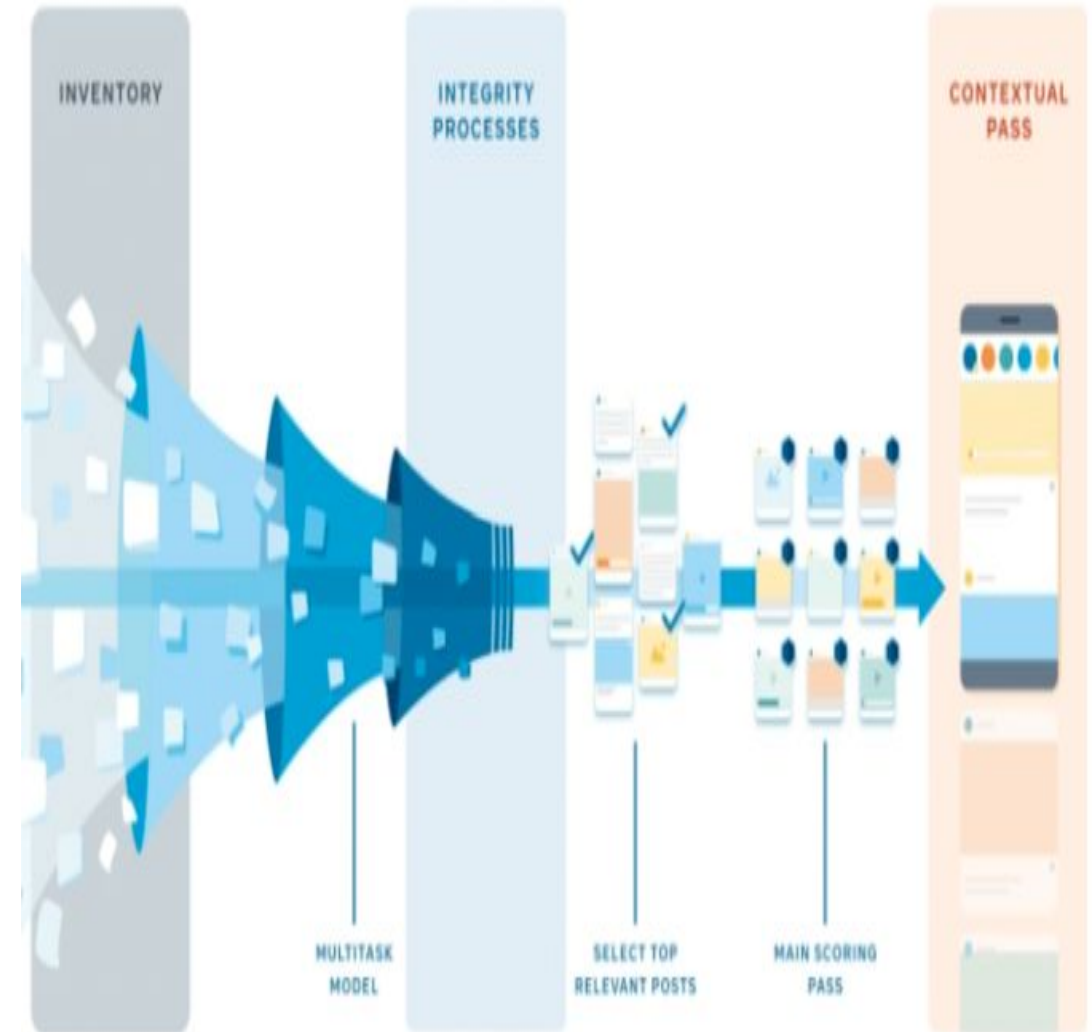 INVENTORY
INTEGRITY
PROCESSES
CONTEXTUAL
PASS
MULTITASK
MODEL
SELECT TOP
RELEVANT POSTS
MAIN SCORING
PASS